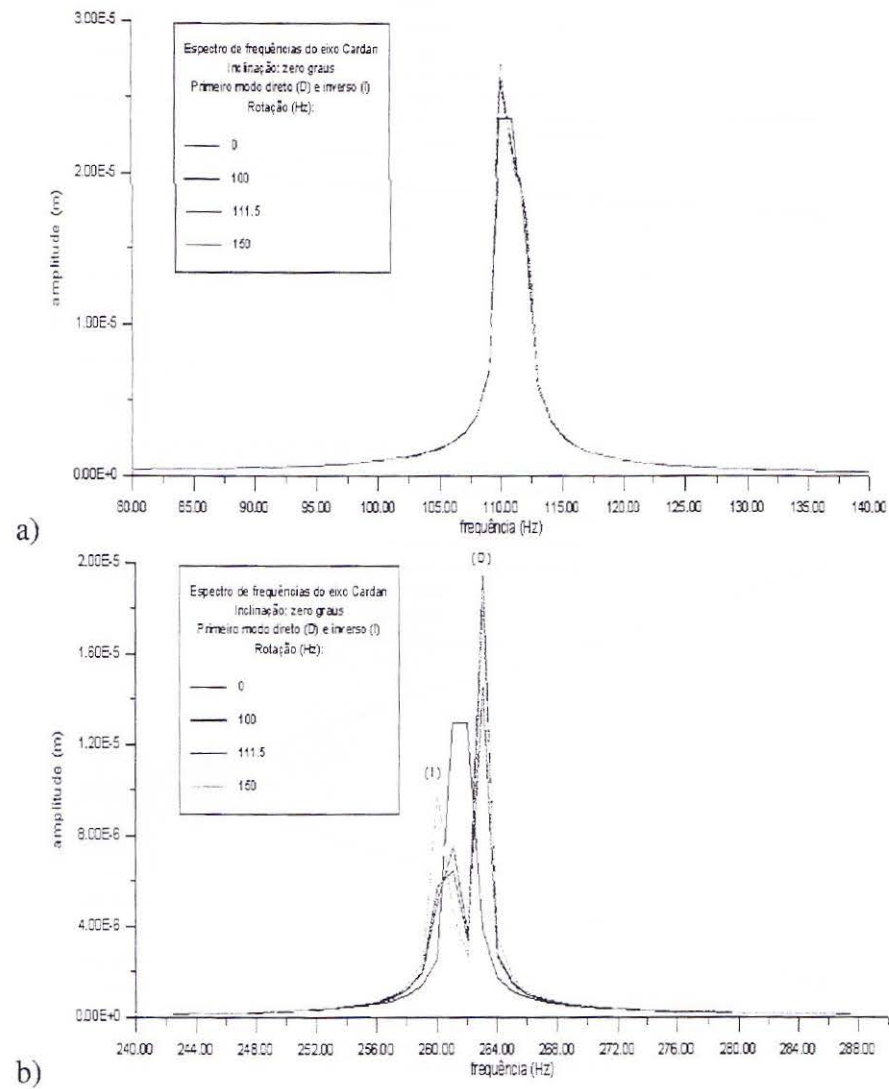 3.00E-5
2.00E-5
1.00E-5
0.00E+0
amplitude (m)
Espectro de frequências do eixo Cardan
Inclinação: zero graus
Primeiro modo direto (D) e inverso (I)
Rotação (Hz):
0
100
111.5
150
80.00 85.00 90.00 95.00 100.00 105.00 110.00 115.00 120.00 125.00 130.00 135.00 140.00
frequência (Hz)
a)
2.00E-5
1.60E-5
1.20E-5
8.00E-6
4.00E-6
0.00E+0
amplitude (m)
Espectro de frequências do eixo Cardan
Inclinação: zero graus
Primeiro modo direto (D) e inverso (I)
Rotação (Hz):
0
100
111.5
150
(D)
(I)
240.00 244.00 248.00 252.00 256.00 260.00 264.00 268.00 272.00 276.00 280.00 284.00 288.00
frequência (Hz)
b)